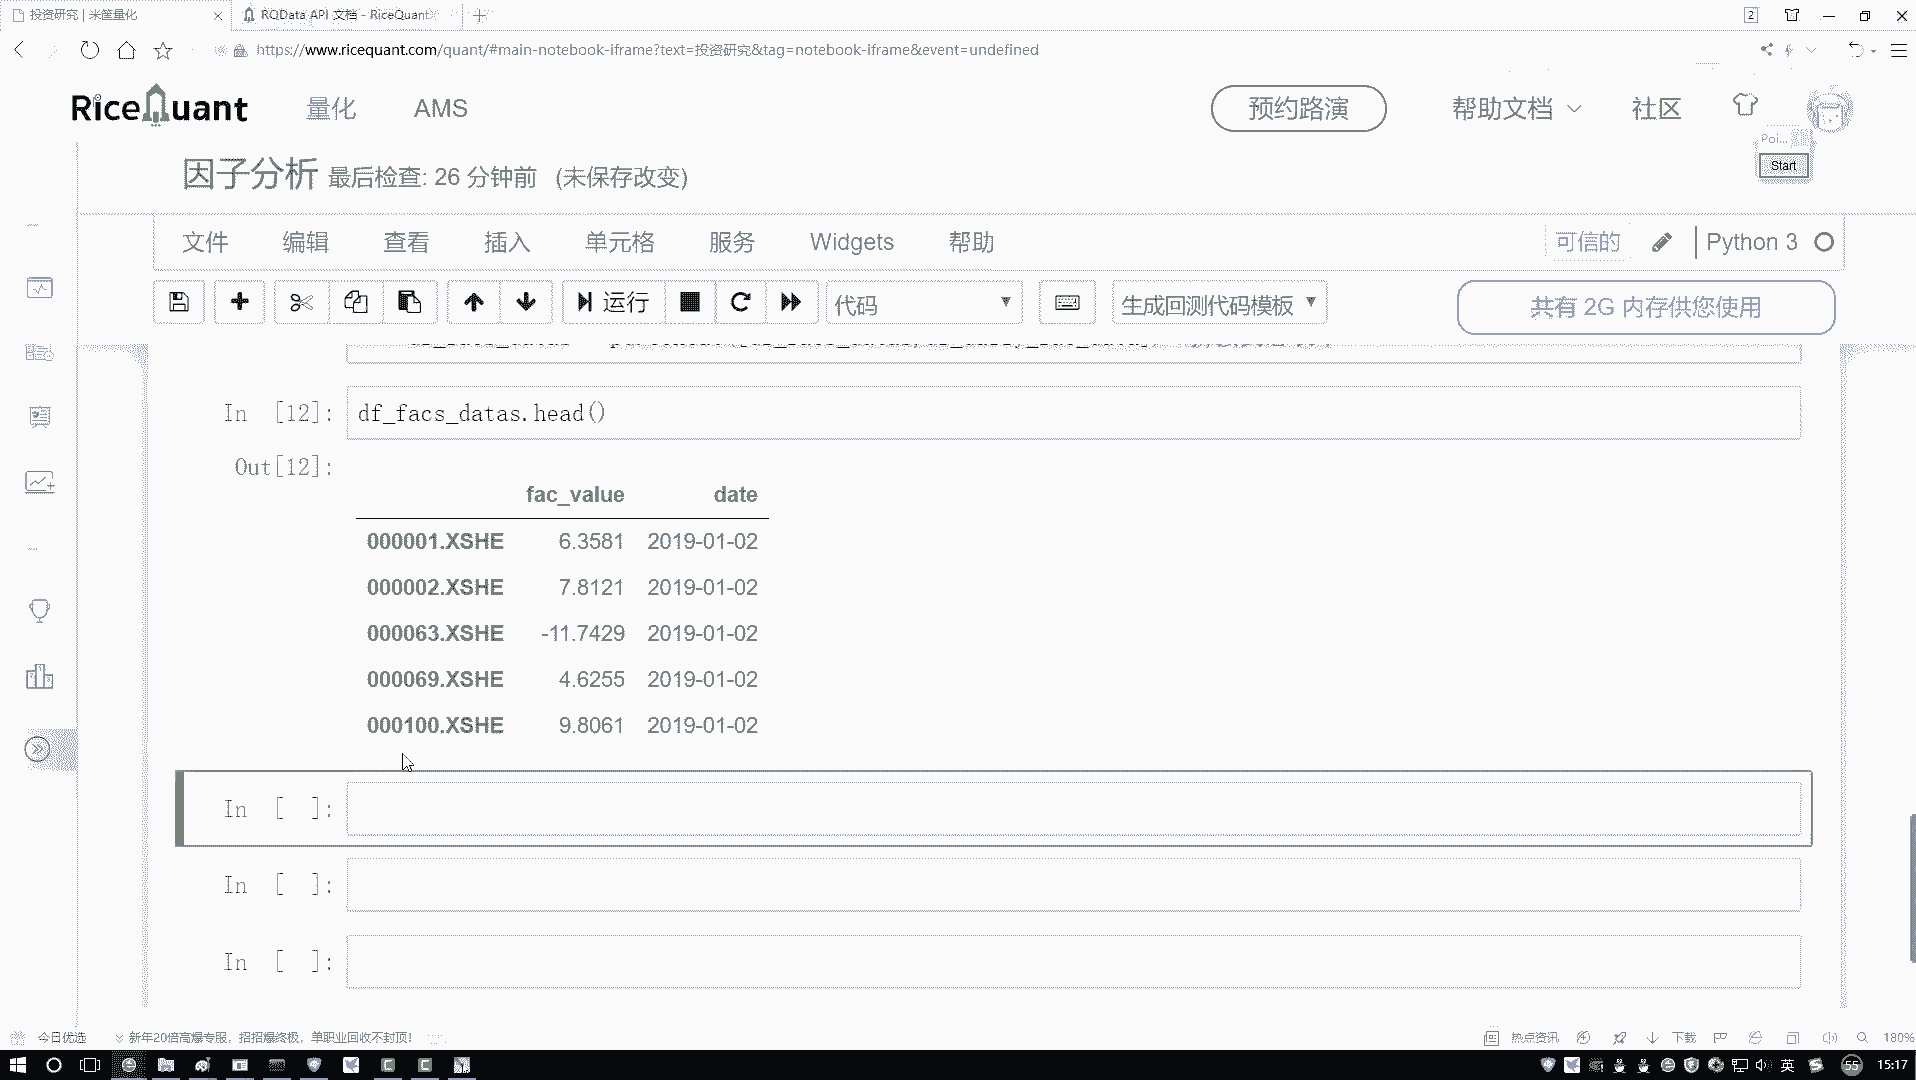 投资研究 | 米筐量化
RQData API 文档 - RiceQuant
2
https://www.ricequant.com/quant/#main-notebook-iframe?text=投资研究&tag=notebook-iframe&event=undefined
RiceQuant 量化 AMS 预约路演 帮助文档 社区
Poi...
Start
因子分析 最后检查: 26 分钟前 (未保存改变)
文件 编辑 查看 插入 单元格 服务 Widgets 帮助 可信的 Python 3
运行 代码 生成回测代码模板 共有 2G 内存供您使用
In [12]: df_facs_datas.head()
Out[12]:
fac_value date
000001.XSHE 6.3581 2019-01-02
000002.XSHE 7.8121 2019-01-02
000063.XSHE -11.7429 2019-01-02
000069.XSHE 4.6255 2019-01-02
000100.XSHE 9.8061 2019-01-02
In [ ]:
In [ ]:
In [ ]:
今日优选 新年20倍高爆专服，招招爆终极，单职业回收不封顶! 热点资讯 下载 180%
英 55 15:17